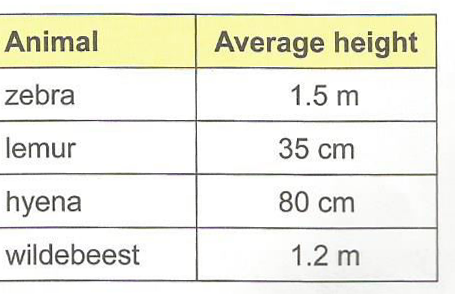 Animal Average height
zebra 1.5 m
lemur 35 cm
hyena 80 cm
wildebeest 1.2 m